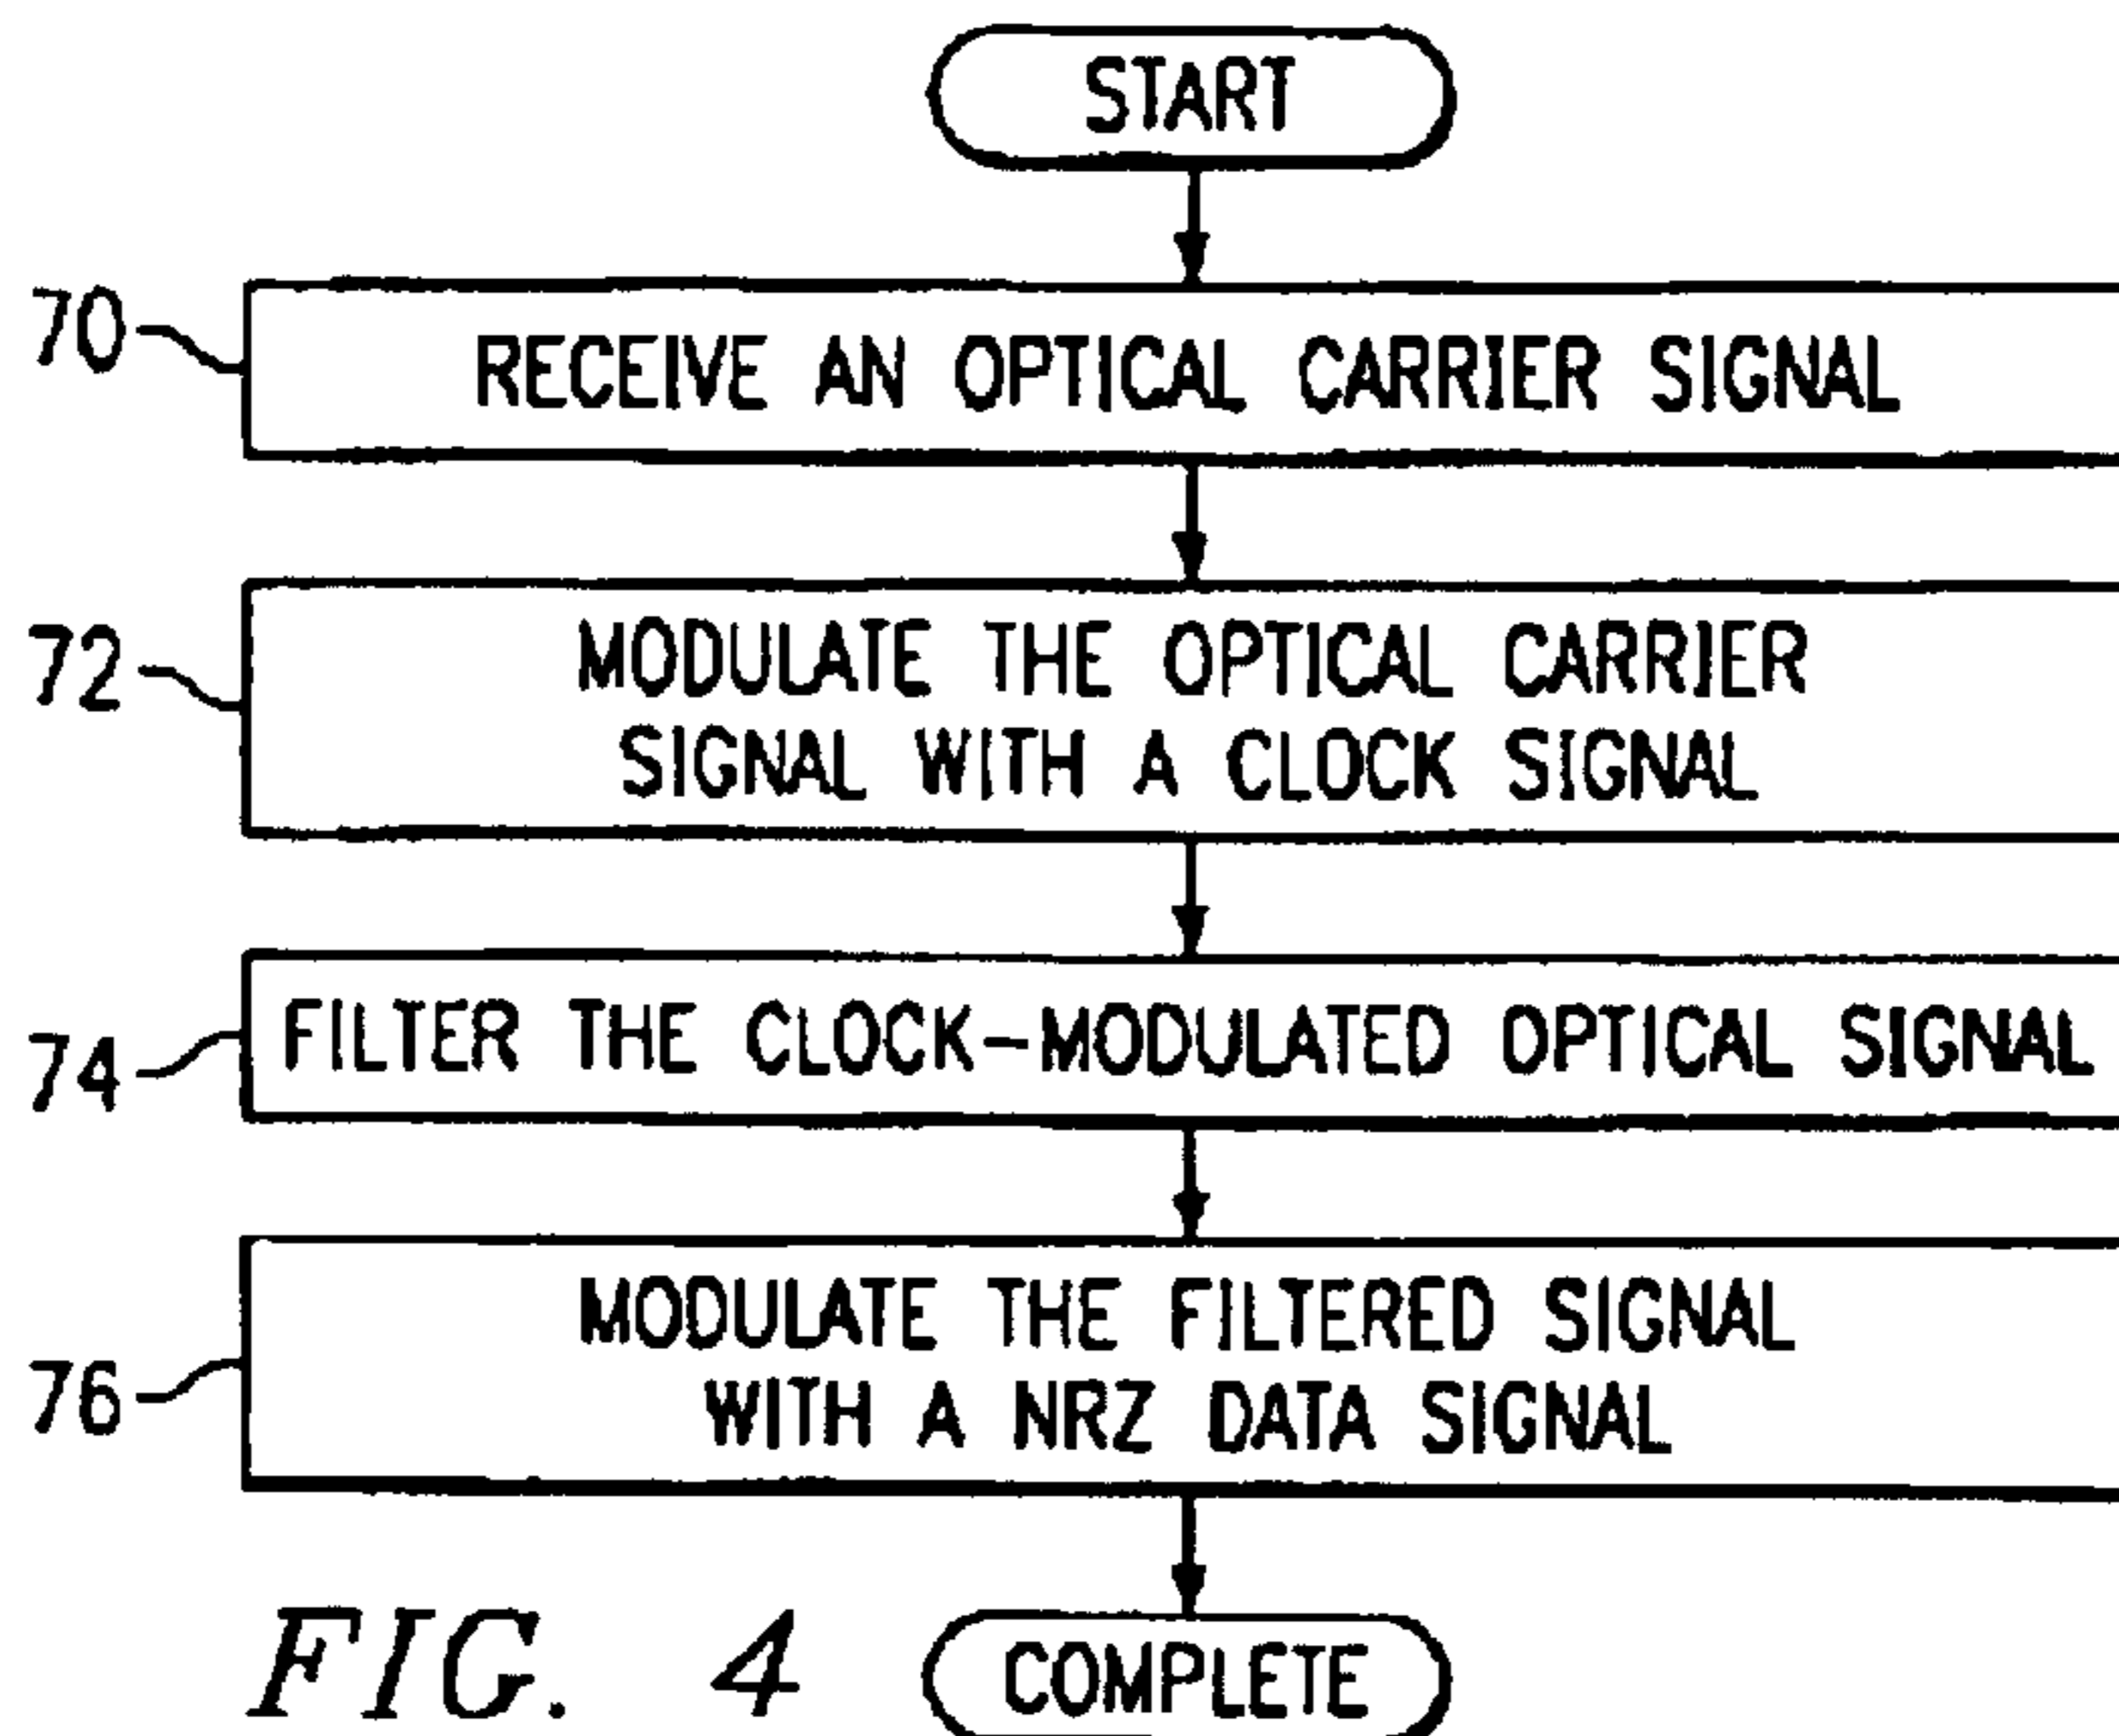 START
70
RECEIVE AN OPTICAL CARRIER SIGNAL
72
MODULATE THE OPTICAL CARRIER
SIGNAL WITH A CLOCK SIGNAL
74
FILTER THE CLOCK-MODULATED OPTICAL SIGNAL
76
MODULATE THE FILTERED SIGNAL
WITH A NRZ DATA SIGNAL
FIG. 4
COMPLETE